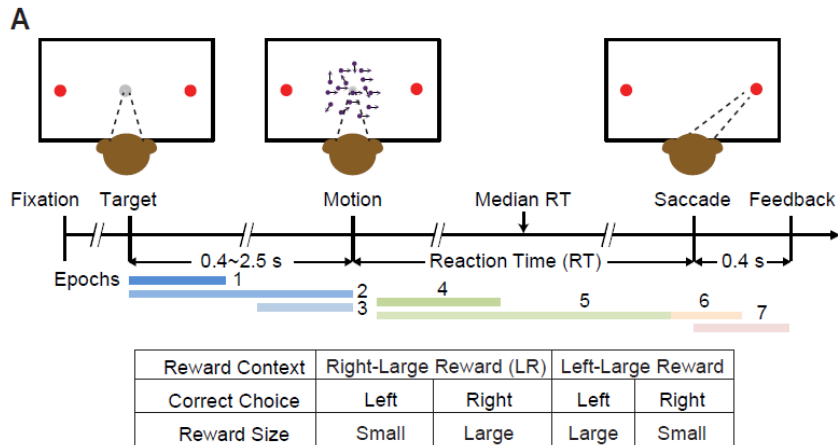 A
Fixation Target Motion Median RT Saccade Feedback
0.4~2.5 s Reaction Time (RT) 0.4 s
Epochs 1
2
3
4
5
6
7
Reward Context Right-Large Reward (LR) Left-Large Reward
Correct Choice Left Right Left Right
Reward Size Small Large Large Small